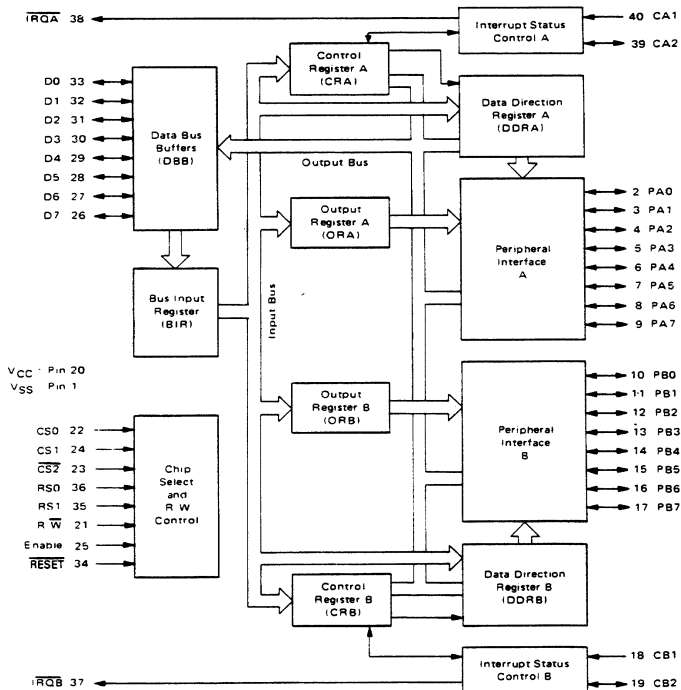 IRQA 38
Interrupt Status
Control A
40 CA1
39 CA2
Control
Register A
(CRA)
D0 33
D1 32
D2 31
D3 30
D4 29
D5 28
D6 27
D7 26
Data Bus
Buffers
(DBB)
Data Direction
Register A
(DDRA)
Output Bus
Output
Register A
(ORA)
Peripheral
Interface
A
2 PA0
3 PA1
4 PA2
5 PA3
6 PA4
7 PA5
8 PA6
9 PA7
Bus Input
Register
(BIR)
Input Bus
VCC Pin 20
VSS Pin 1
Output
Register B
(ORB)
Peripheral
Interface
B
10 PB0
11 PB1
12 PB2
13 PB3
14 PB4
15 PB5
16 PB6
17 PB7
CS0 22
CS1 24
CS2 23
RS0 36
RS1 35
R W 21
Enable 25
RESET 34
Chip
Select
and
R W
Control
Control
Register B
(CRB)
Data Direction
Register B
(DDRB)
IRQB 37
Interrupt Status
Control B
18 CB1
19 CB2